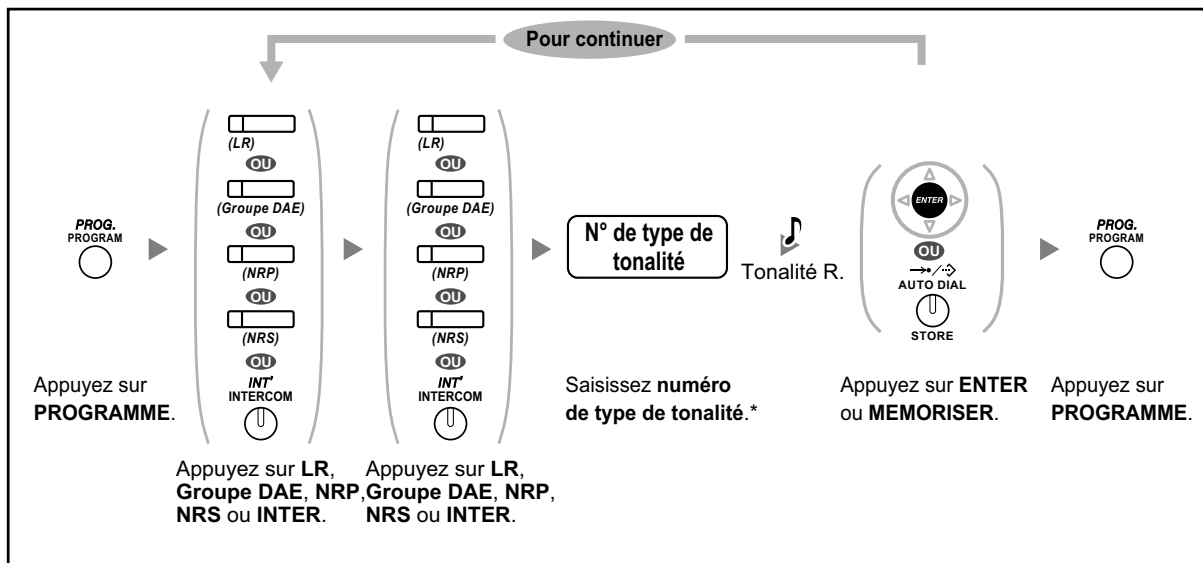 Pour continuer
PROG.
PROGRAM
Appuyez sur
PROGRAMME.
(LR)
OU
(Groupe DAE)
OU
(NRP)
OU
(NRS)
OU
INT'
INTERCOM
Appuyez sur LR,
Groupe DAE, NRP,
NRS ou INTER.
(LR)
OU
(Groupe DAE)
OU
(NRP)
OU
(NRS)
OU
INT'
INTERCOM
Appuyez sur LR,
Groupe DAE, NRP,
NRS ou INTER.
N° de type de
tonalité
Saisissez numéro
de type de tonalité.*
Tonalité R.
ENTER
OU
AUTO DIAL
STORE
Appuyez sur ENTER
ou MEMORISER.
PROG.
PROGRAM
Appuyez sur
PROGRAMME.